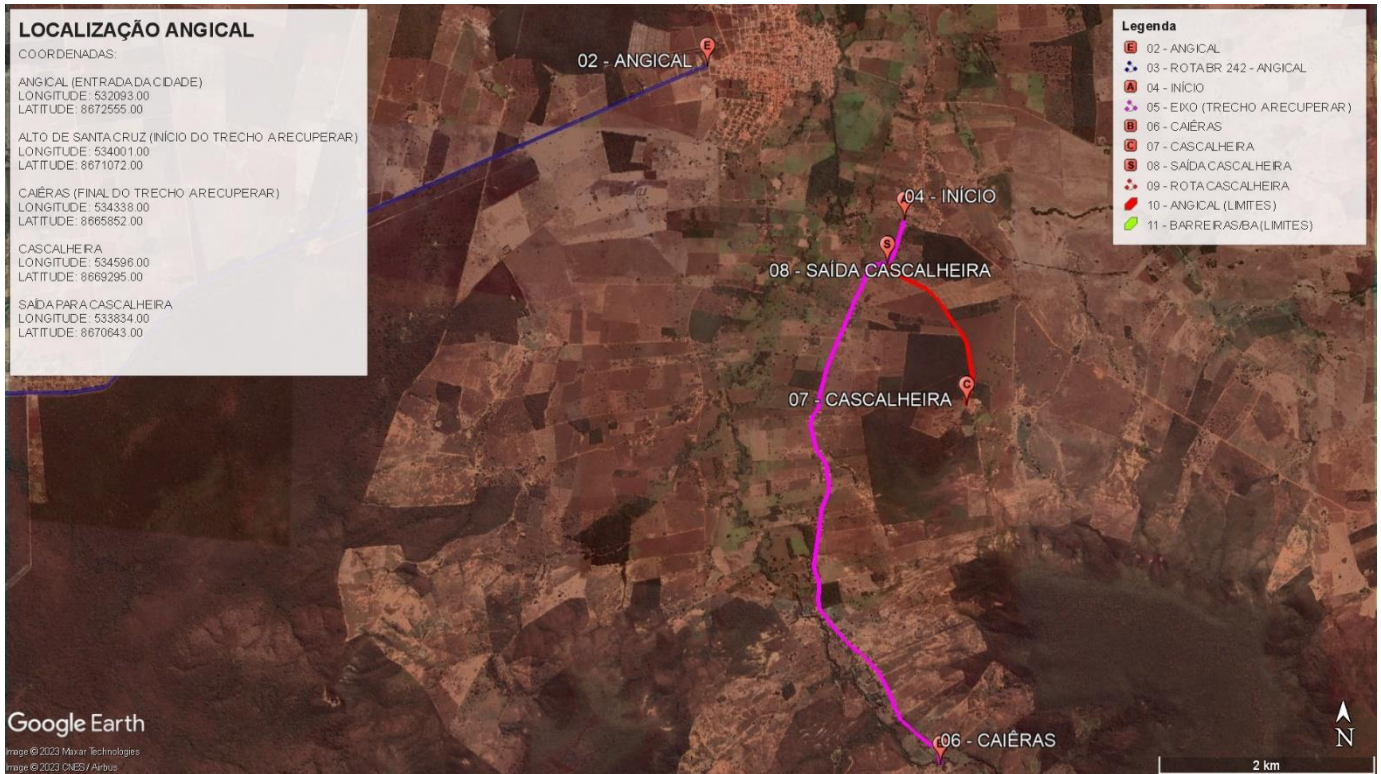 LOCALIZAÇÃO ANGICAL
COORDENADAS:
ANGICAL (ENTRADA DA CIDADE)
LONGITUDE: 532093.00
LATITUDE: 8672555.00
ALTO DE SANTA CRUZ (INÍCIO DO TRECHO A RECUPERAR)
LONGITUDE: 534001.00
LATITUDE: 8671072.00
CAIÊRAS (FINAL DO TRECHO A RECUPERAR)
LONGITUDE: 534338.00
LATITUDE: 8665852.00
CASCALHEIRA
LONGITUDE: 534596.00
LATITUDE: 8669295.00
SAÍDA PARA CASCALHEIRA
LONGITUDE: 533834.00
LATITUDE: 8670643.00
Legenda
E 02 - ANGICAL
03 - ROTA BR 242 - ANGICAL
A 04 - INÍCIO
05 - EIXO (TRECHO A RECUPERAR)
B 06 - CAIÊRAS
C 07 - CASCALHEIRA
S 08 - SAÍDA CASCALHEIRA
09 - ROTA CASCALHEIRA
10 - ANGICAL (LIMITES)
11 - BARREIRAS/BA (LIMITES)
02 - ANGICAL
E
04 - INÍCIO
S
08 - SAÍDA CASCALHEIRA
07 - CASCALHEIRA
C
06 - CAIÊRAS
Google Earth
Image © 2023 Maxar Technologies
Image © 2023 CNES / Airbus
N
2 km